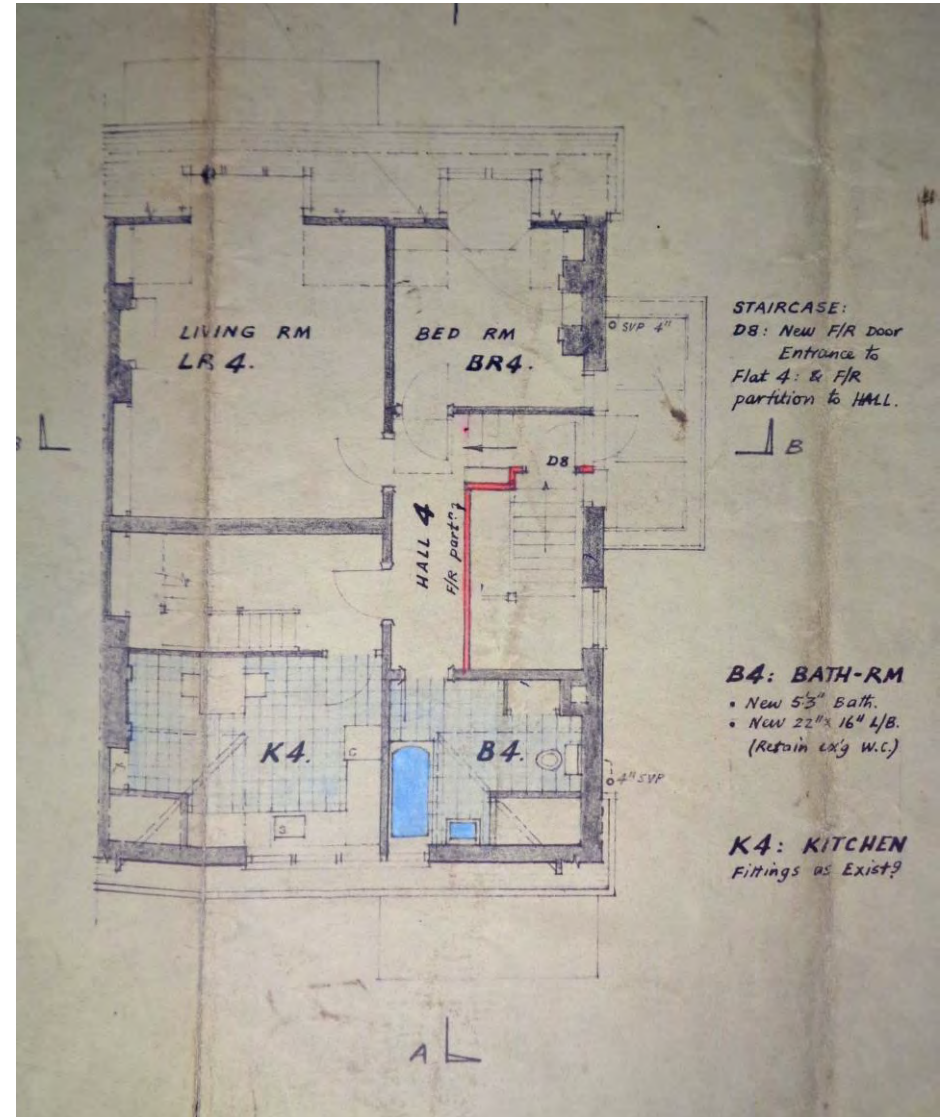 LIVING RM
LR 4.
BED RM
BR4.
SVP 4"
STAIRCASE:
D8: New F/R Door
Entrance to
Flat 4: & F/R
partition to HALL.
B
B
D8
HALL 4
F/R partng
B4: BATH-RM
• New 5'3" Bath.
• New 22" x 16" L/B.
(Retain ex'g W.C.)
K4.
G
B4.
4" SVP
S
K4: KITCHEN
Fittings as Existg
A